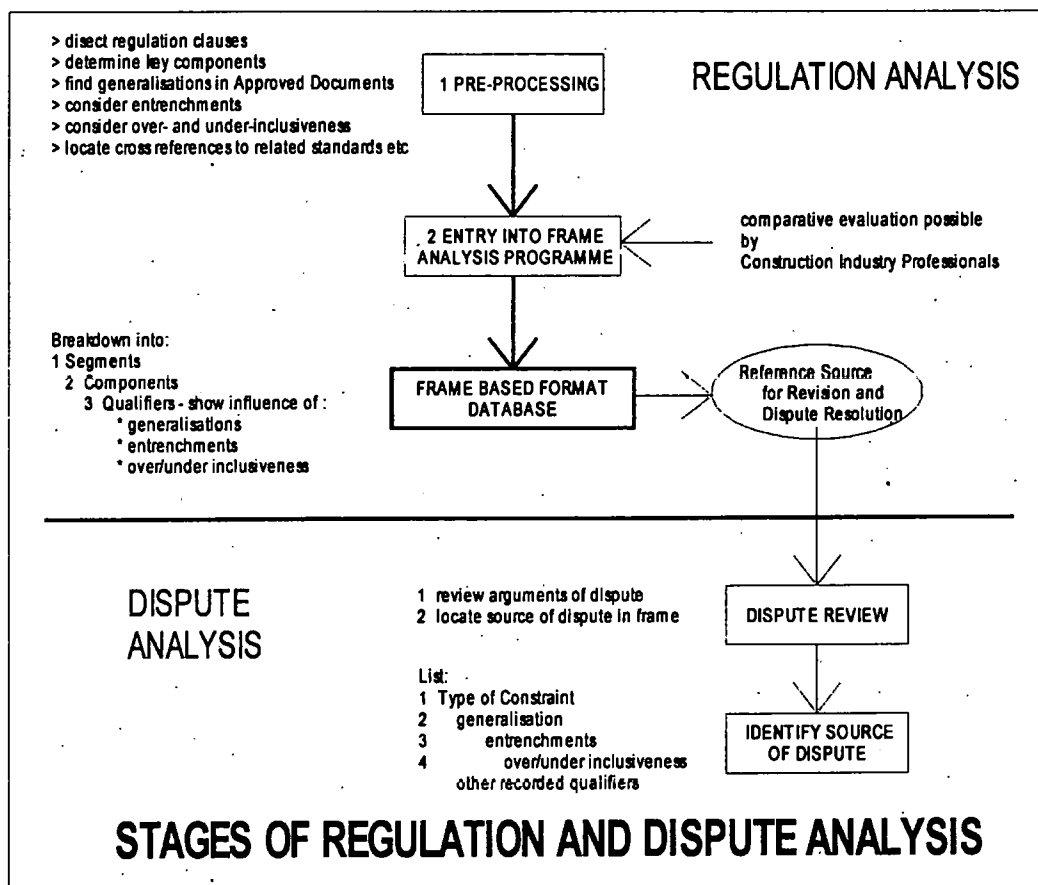 > disect regulation clauses
> determine key components
> find generalisations in Approved Documents
> consider entrenchments
> consider over- and under-inclusiveness
> locate cross references to related standards etc
1 PRE-PROCESSING
REGULATION ANALYSIS
2 ENTRY INTO FRAME
ANALYSIS PROGRAMME
comparative evaluation possible
by
Construction Industry Professionals
Breakdown into:
1 Segments
2 Components
3 Qualifiers - show influence of :
* generalisations
* entrenchments
* over/under inclusiveness
FRAME BASED FORMAT
DATABASE
Reference Source
for Revision and
Dispute Resolution
DISPUTE
ANALYSIS
1 review arguments of dispute
2 locate source of dispute in frame
DISPUTE REVIEW
List:
1 Type of Constraint
2 generalisation
3 entrenchments
4 over/under inclusiveness
other recorded qualifiers
IDENTIFY SOURCE
OF DISPUTE
STAGES OF REGULATION AND DISPUTE ANALYSIS